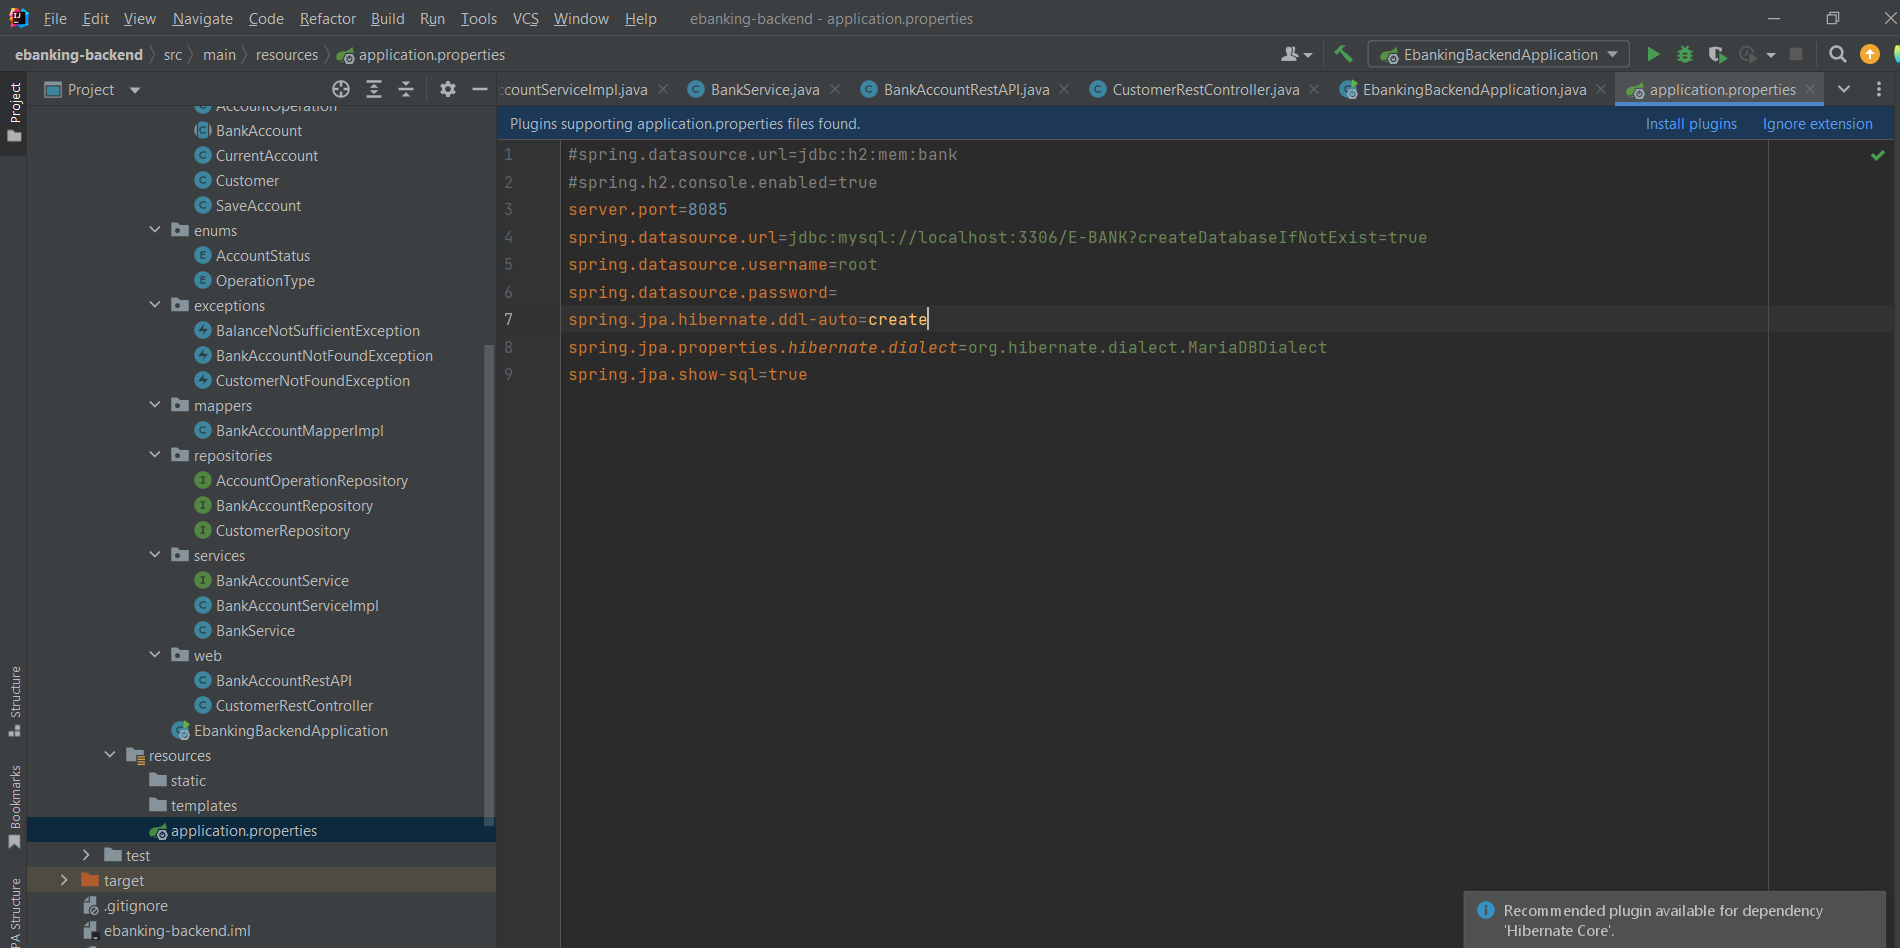 File Edit View Navigate Code Refactor Build Run Tools VCS Window Help ebanking-backend - application.properties
ebanking-backend src main resources application.properties EbankingBackendApplication
Project countServiceImpl.java BankService.java BankAccountRestAPI.java CustomerRestController.java EbankingBackendApplication.java application.properties
Plugins supporting application.properties files found. Install plugins Ignore extension
Project
AccountOperation
BankAccount
CurrentAccount
Customer
SaveAccount
enums
AccountStatus
OperationType
exceptions
BalanceNotSufficientException
BankAccountNotFoundException
CustomerNotFoundException
mappers
BankAccountMapperImpl
repositories
AccountOperationRepository
BankAccountRepository
CustomerRepository
services
BankAccountService
BankAccountServiceImpl
BankService
web
BankAccountRestAPI
CustomerRestController
EbankingBackendApplication
resources
static
templates
application.properties
test
target
.gitignore
ebanking-backend.iml
Structure
Bookmarks
PA Structure
1 #spring.datasource.url=jdbc:h2:mem:bank
2 #spring.h2.console.enabled=true
3 server.port=8085
4 spring.datasource.url=jdbc:mysql://localhost:3306/E-BANK?createDatabaseIfNotExist=true
5 spring.datasource.username=root
6 spring.datasource.password=
7 spring.jpa.hibernate.ddl-auto=create
8 spring.jpa.properties.hibernate.dialect=org.hibernate.dialect.MariaDBDialect
9 spring.jpa.show-sql=true
Recommended plugin available for dependency
'Hibernate Core'.